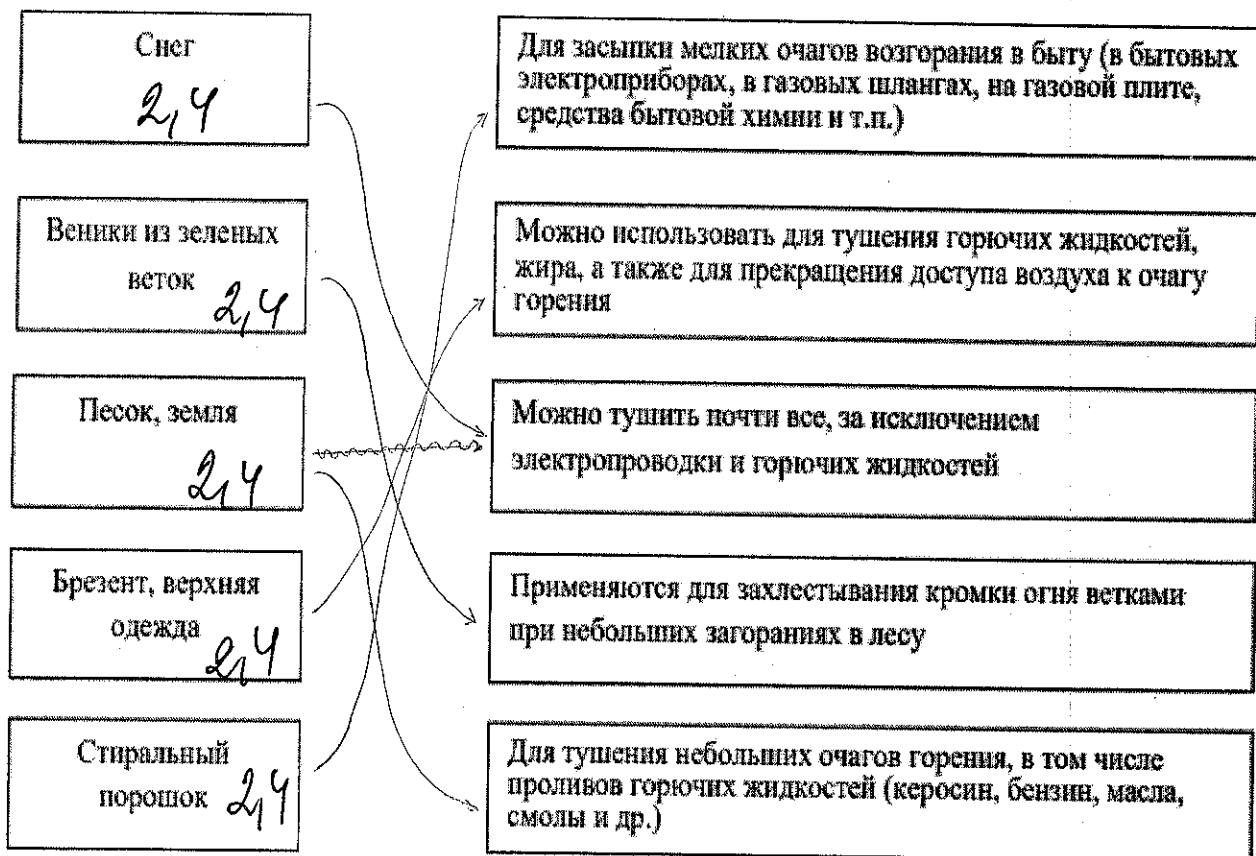 Снег
2,4
Веники из зеленых
веток 2,4
Песок, земля
2,4
Брезент, верхняя
одежда 2,4
Стиральный
порошок 2,4
Для засыпки мелких очагов возгорания в быту (в бытовых
электроприборах, в газовых шлангах, на газовой плите,
средства бытовой химии и т.п.)
Можно использовать для тушения горючих жидкостей,
жира, а также для прекращения доступа воздуха к очагу
горения
Можно тушить почти все, за исключением
электропроводки и горючих жидкостей
Применяются для захлестывания кромки огня ветками
при небольших загораниях в лесу
Для тушения небольших очагов горения, в том числе
проливов горючих жидкостей (керосин, бензин, масла,
смолы и др.)